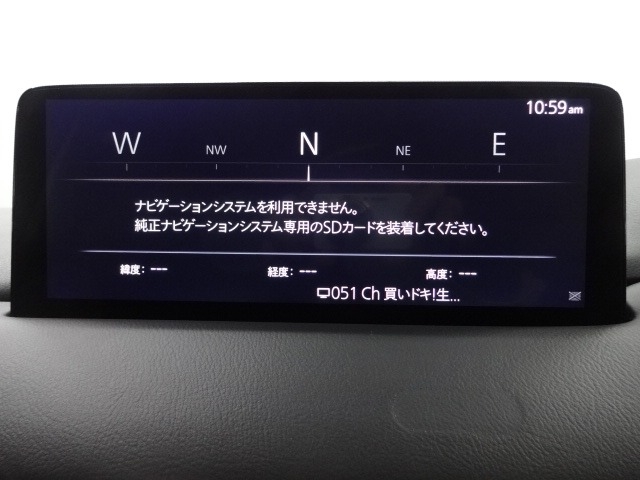 10:59am
W NW N NE E
ナビゲーションシステムを利用できません。
純正ナビゲーションシステム専用のSDカードを装着してください。
緯度: --- 経度: --- 高度: ---
051 Ch 買いドキ!生...